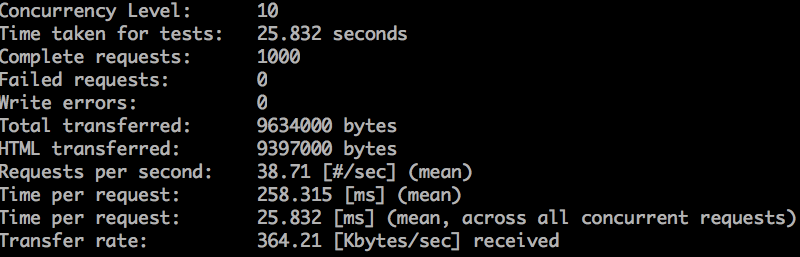 Concurrency Level:      10
Time taken for tests:   25.832 seconds
Complete requests:      1000
Failed requests:        0
Write errors:           0
Total transferred:      9634000 bytes
HTML transferred:       9397000 bytes
Requests per second:    38.71 [#/sec] (mean)
Time per request:       258.315 [ms] (mean)
Time per request:       25.832 [ms] (mean, across all concurrent requests)
Transfer rate:          364.21 [Kbytes/sec] received